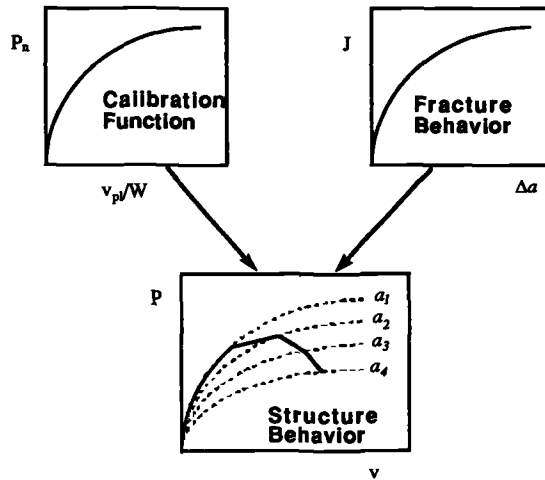 Pn
Calibration
Function
vpl/W
J
Fracture
Behavior
Δa
P
a1
a2
a3
a4
Structure
Behavior
v